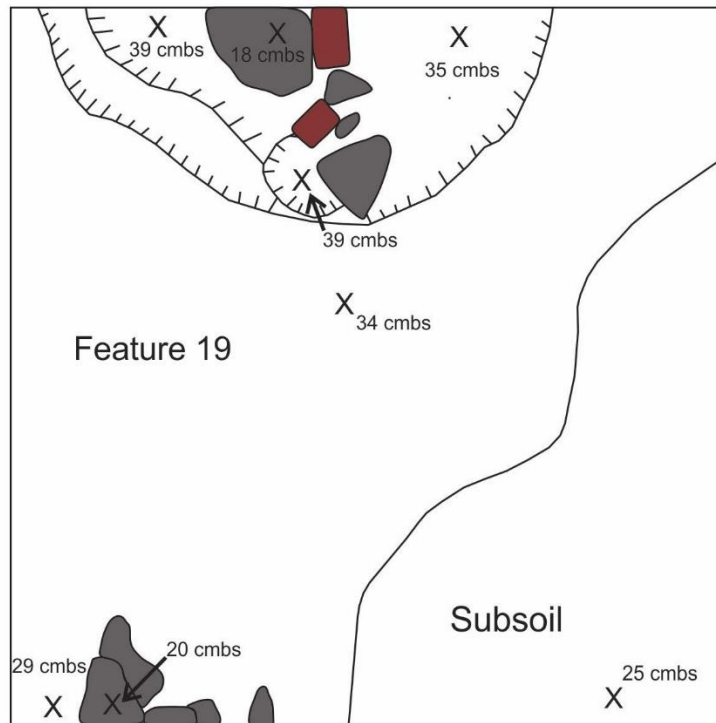 X
39 cmbs
X
18 cmbs
X
35 cmbs
X
39 cmbs
X
34 cmbs
Feature 19
Subsoil
20 cmbs
29 cmbs
X
X
25 cmbs
X